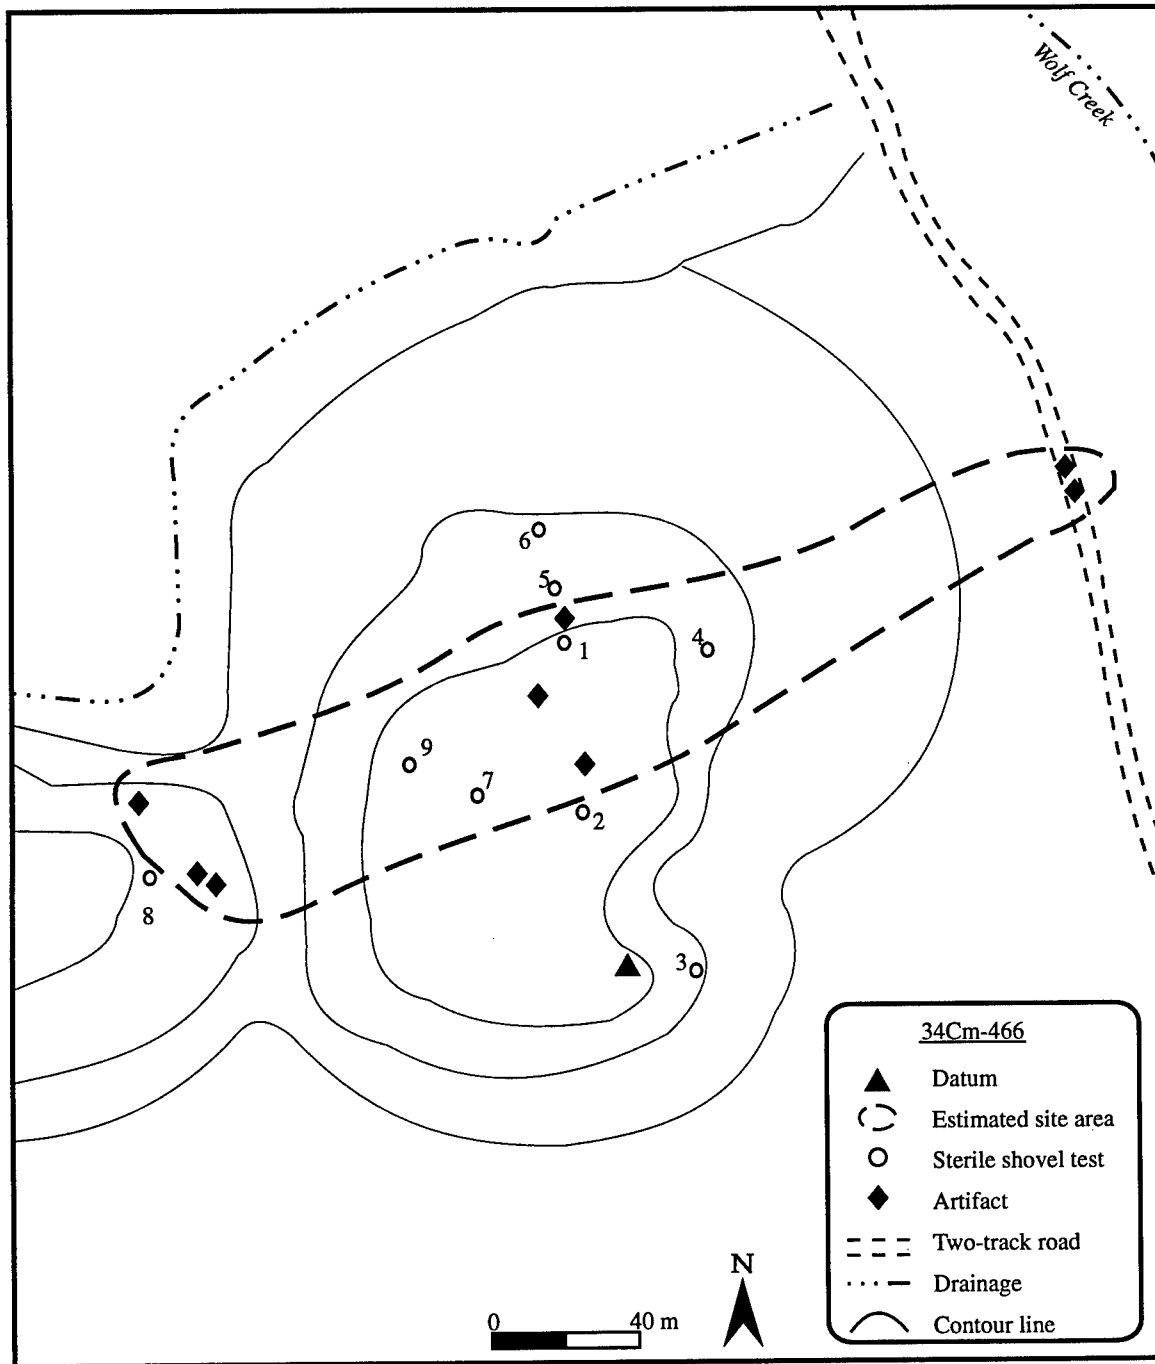 Wolf Creek
6
5
1
4
9
7
2
8
3
34Cm-466
Datum
Estimated site area
Sterile shovel test
Artifact
Two-track road
Drainage
Contour line
N
0 40 m